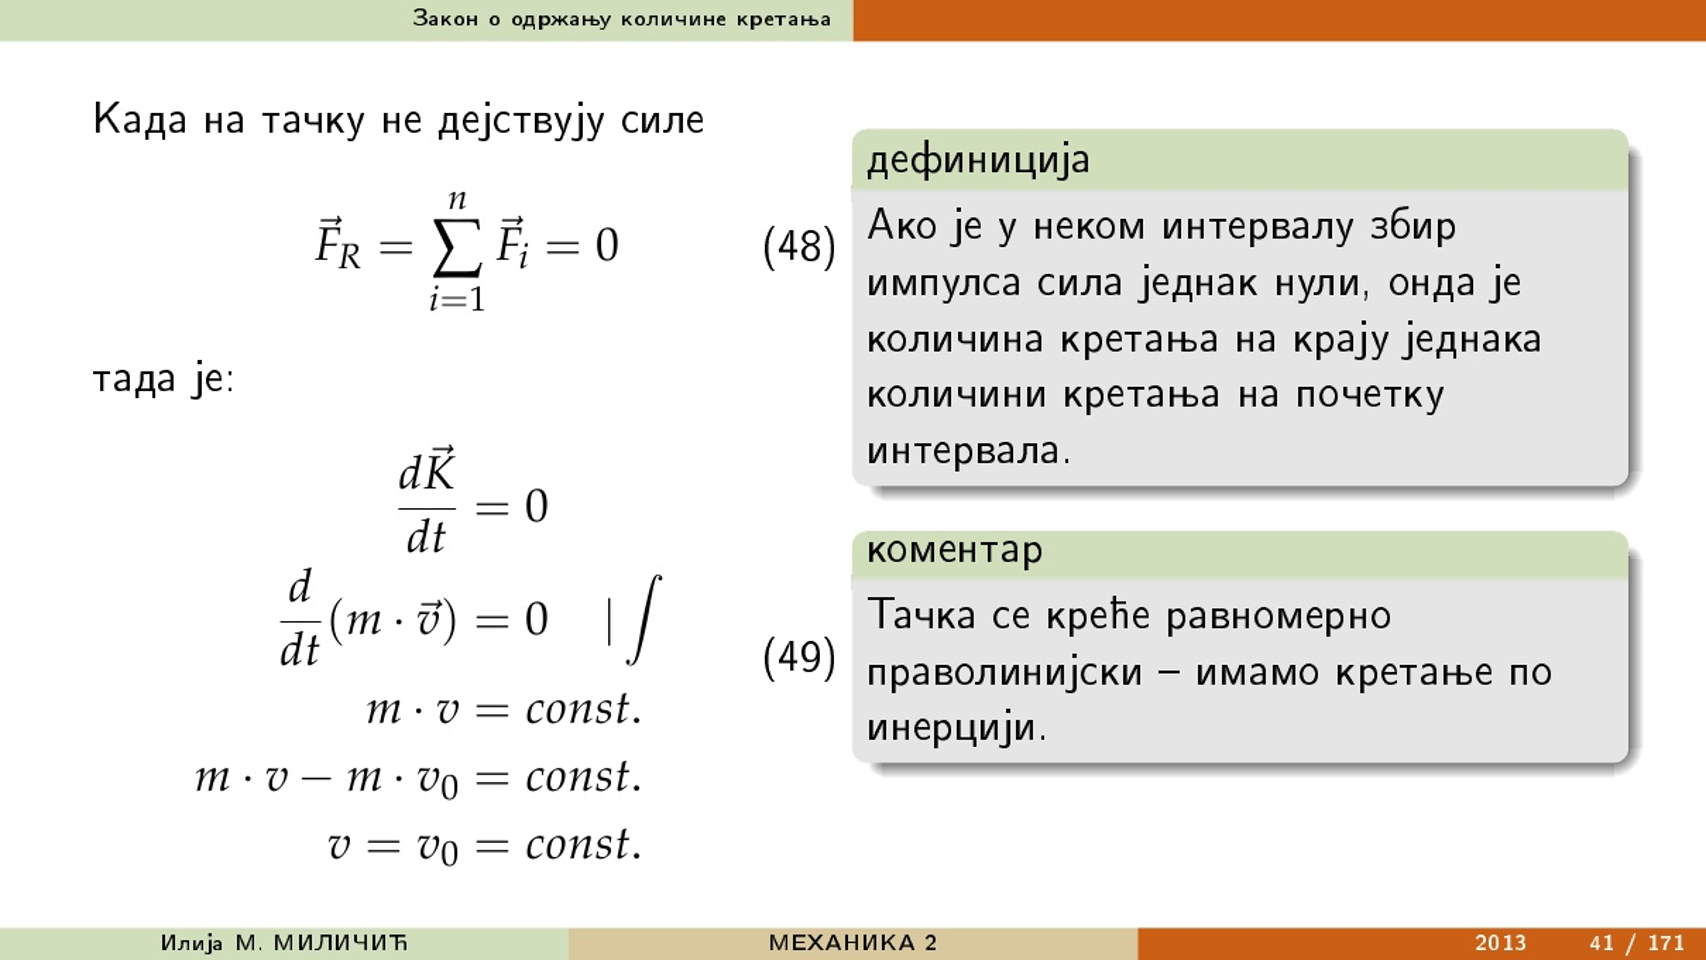 Закон о одржању количине кретања
Када на тачку не дејствују силе
$\vec{F}_R = \sum_{i=1}^{n} \vec{F}_i = 0$ (48)
тада је:
$\frac{d\vec{K}}{dt} = 0$
$\frac{d}{dt}(m \cdot \vec{v}) = 0 \quad | \int$
(49)
$m \cdot v = const.$
$m \cdot v - m \cdot v_0 = const.$
$v = v_0 = const.$
дефиниција
Ако је у неком интервалу збир
импулса сила једнак нули, онда је
количина кретања на крају једнака
количини кретања на почетку
интервала.
коментар
Тачка се креће равномерно
праволинијски – имамо кретање по
инерцији.
Илија М. МИЛИЧИЋ
МЕХАНИКА 2
2013 41 / 171